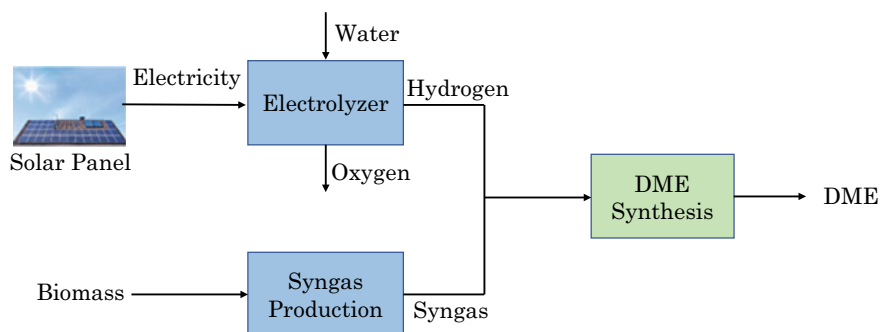 Water
Electricity
Electrolyzer
Hydrogen
Solar Panel
Oxygen
DME
Synthesis
DME
Biomass
Syngas
Production
Syngas